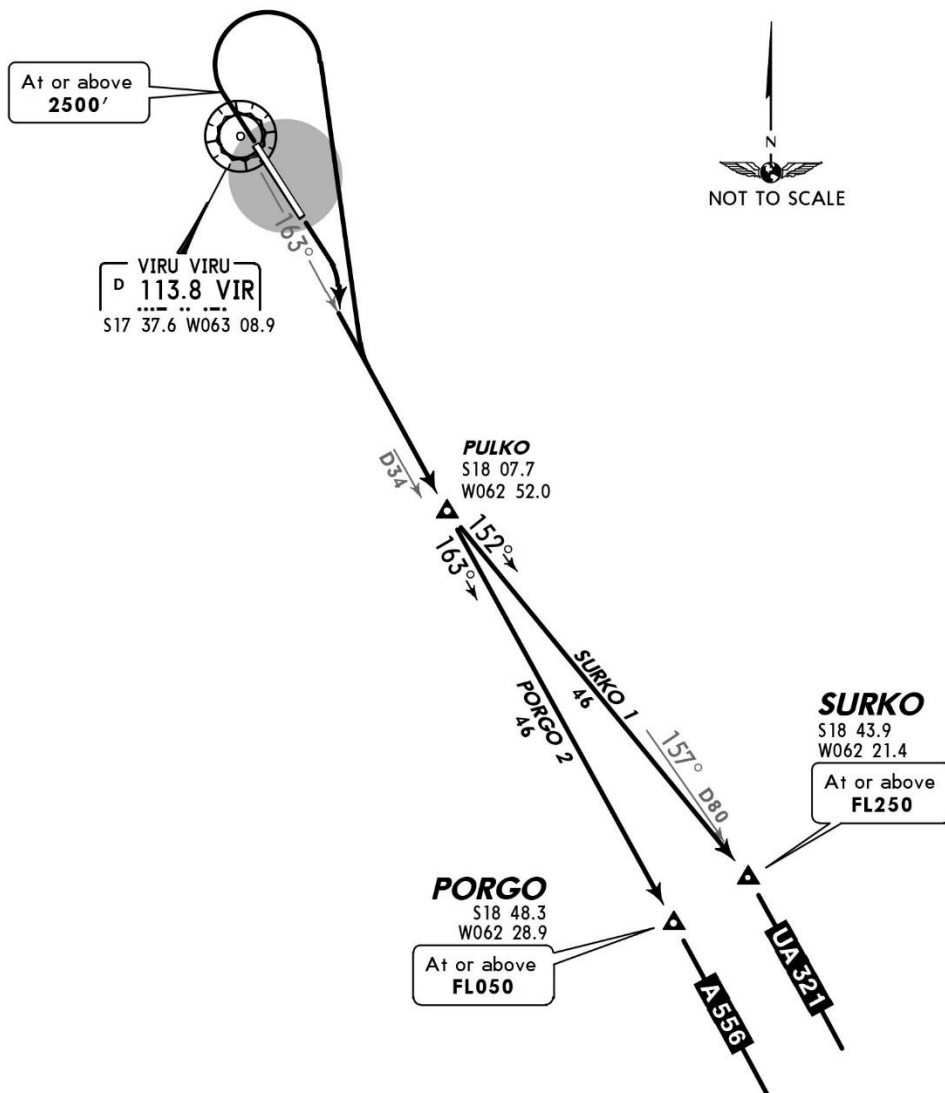 At or above
2500'
N
NOT TO SCALE
163°
VIRU VIRU
D 113.8 VIR
S17 37.6 W063 08.9
PULKO
S18 07.7
W062 52.0
D34
152°
163°
SURKO 1
46
PORGO 2
46
157° D80
SURKO
S18 43.9
W062 21.4
At or above
FL250
PORGO
S18 48.3
W062 28.9
At or above
FL050
UA 321
A 556